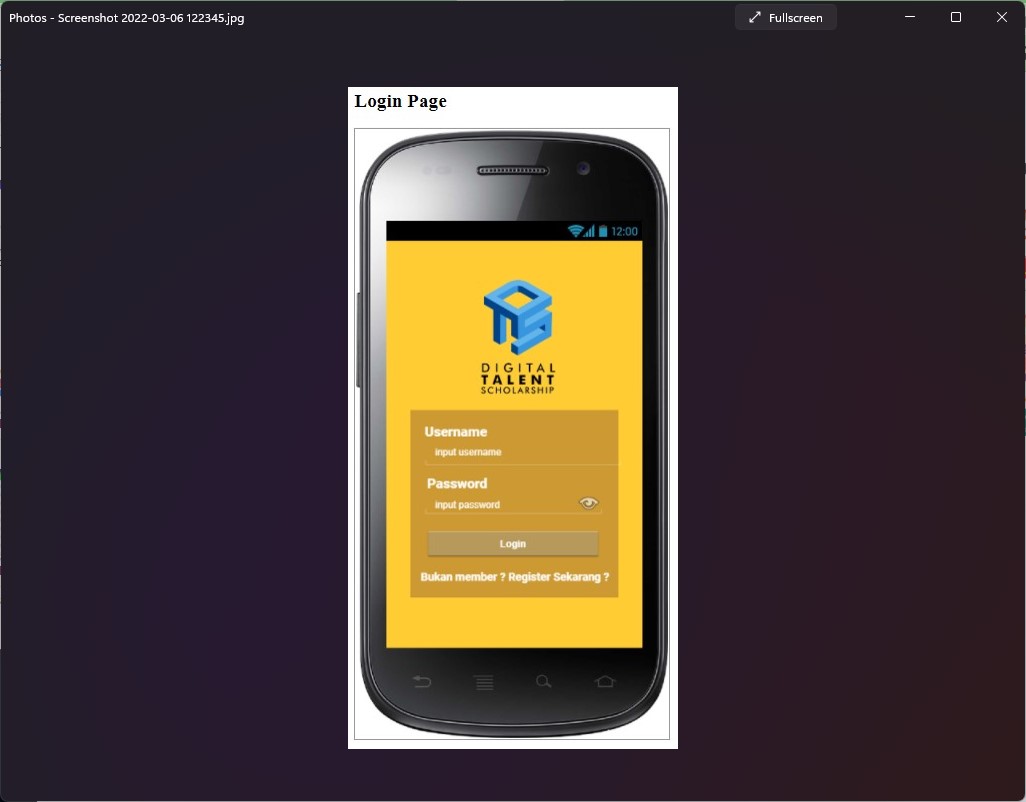 Photos - Screenshot 2022-03-06 122345.jpg
Fullscreen
Login Page
12:00
DIGITAL
TALENT
SCHOLARSHIP
Username
input username
Password
input password
Login
Bukan member ? Register Sekarang ?